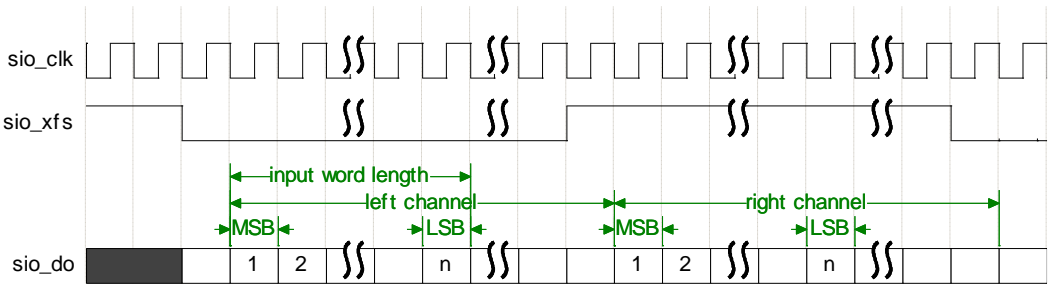 sio_clk
sio_xfs
input word length
left channel
right channel
MSB
LSB
MSB
LSB
sio_do
1
2
n
1
2
n